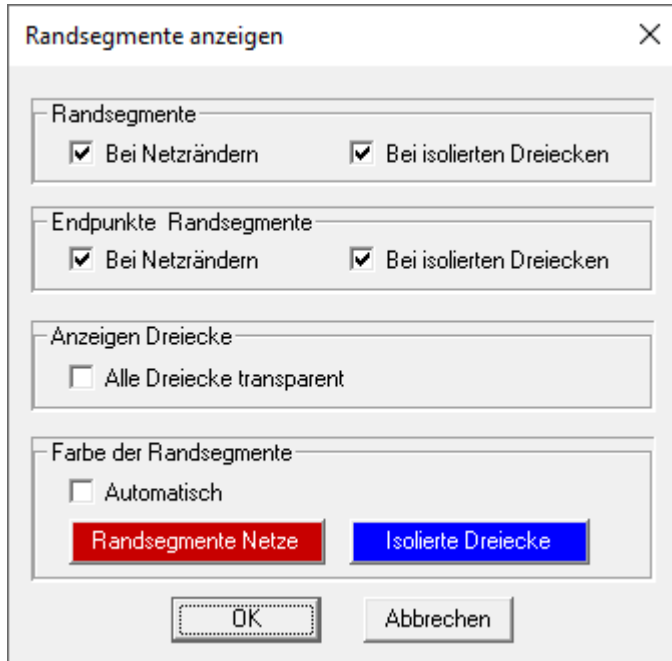 Randsegmente anzeigen
Randsegmente
Bei Netzrändern Bei isolierten Dreiecken
Endpunkte Randsegmente
Bei Netzrändern Bei isolierten Dreiecken
Anzeigen Dreiecke
Alle Dreiecke transparent
Farbe der Randsegmente
Automatisch
Randsegmente Netze Isolierte Dreiecke
OK Abbrechen